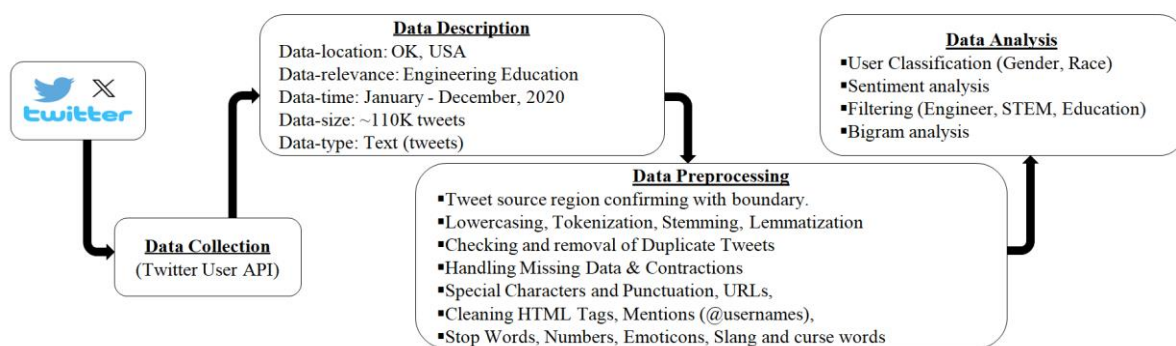 twitter
Data Collection
(Twitter User API)
Data Description
Data-location: OK, USA
Data-relevance: Engineering Education
Data-time: January - December, 2020
Data-size: ~110K tweets
Data-type: Text (tweets)
Data Preprocessing
▪Tweet source region confirming with boundary.
▪Lowercasing, Tokenization, Stemming, Lemmatization
▪Checking and removal of Duplicate Tweets
▪Handling Missing Data & Contractions
▪Special Characters and Punctuation, URLs,
▪Cleaning HTML Tags, Mentions (@usernames),
▪Stop Words, Numbers, Emoticons, Slang and curse words
Data Analysis
▪User Classification (Gender, Race)
▪Sentiment analysis
▪Filtering (Engineer, STEM, Education)
▪Bigram analysis